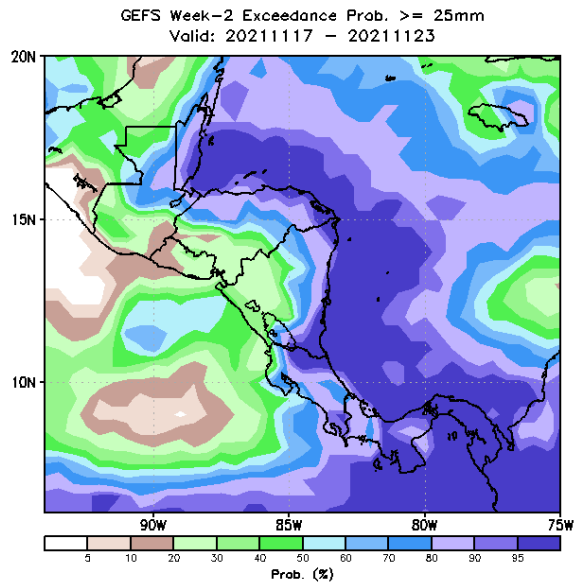 GEFS Week-2 Exceedance Prob. >= 25mm
Valid: 20211117 - 20211123
20N
15N
10N
90W 85W 80W 75W
5 10 20 30 40 50 60 70 80 90 95
Prob. (%)